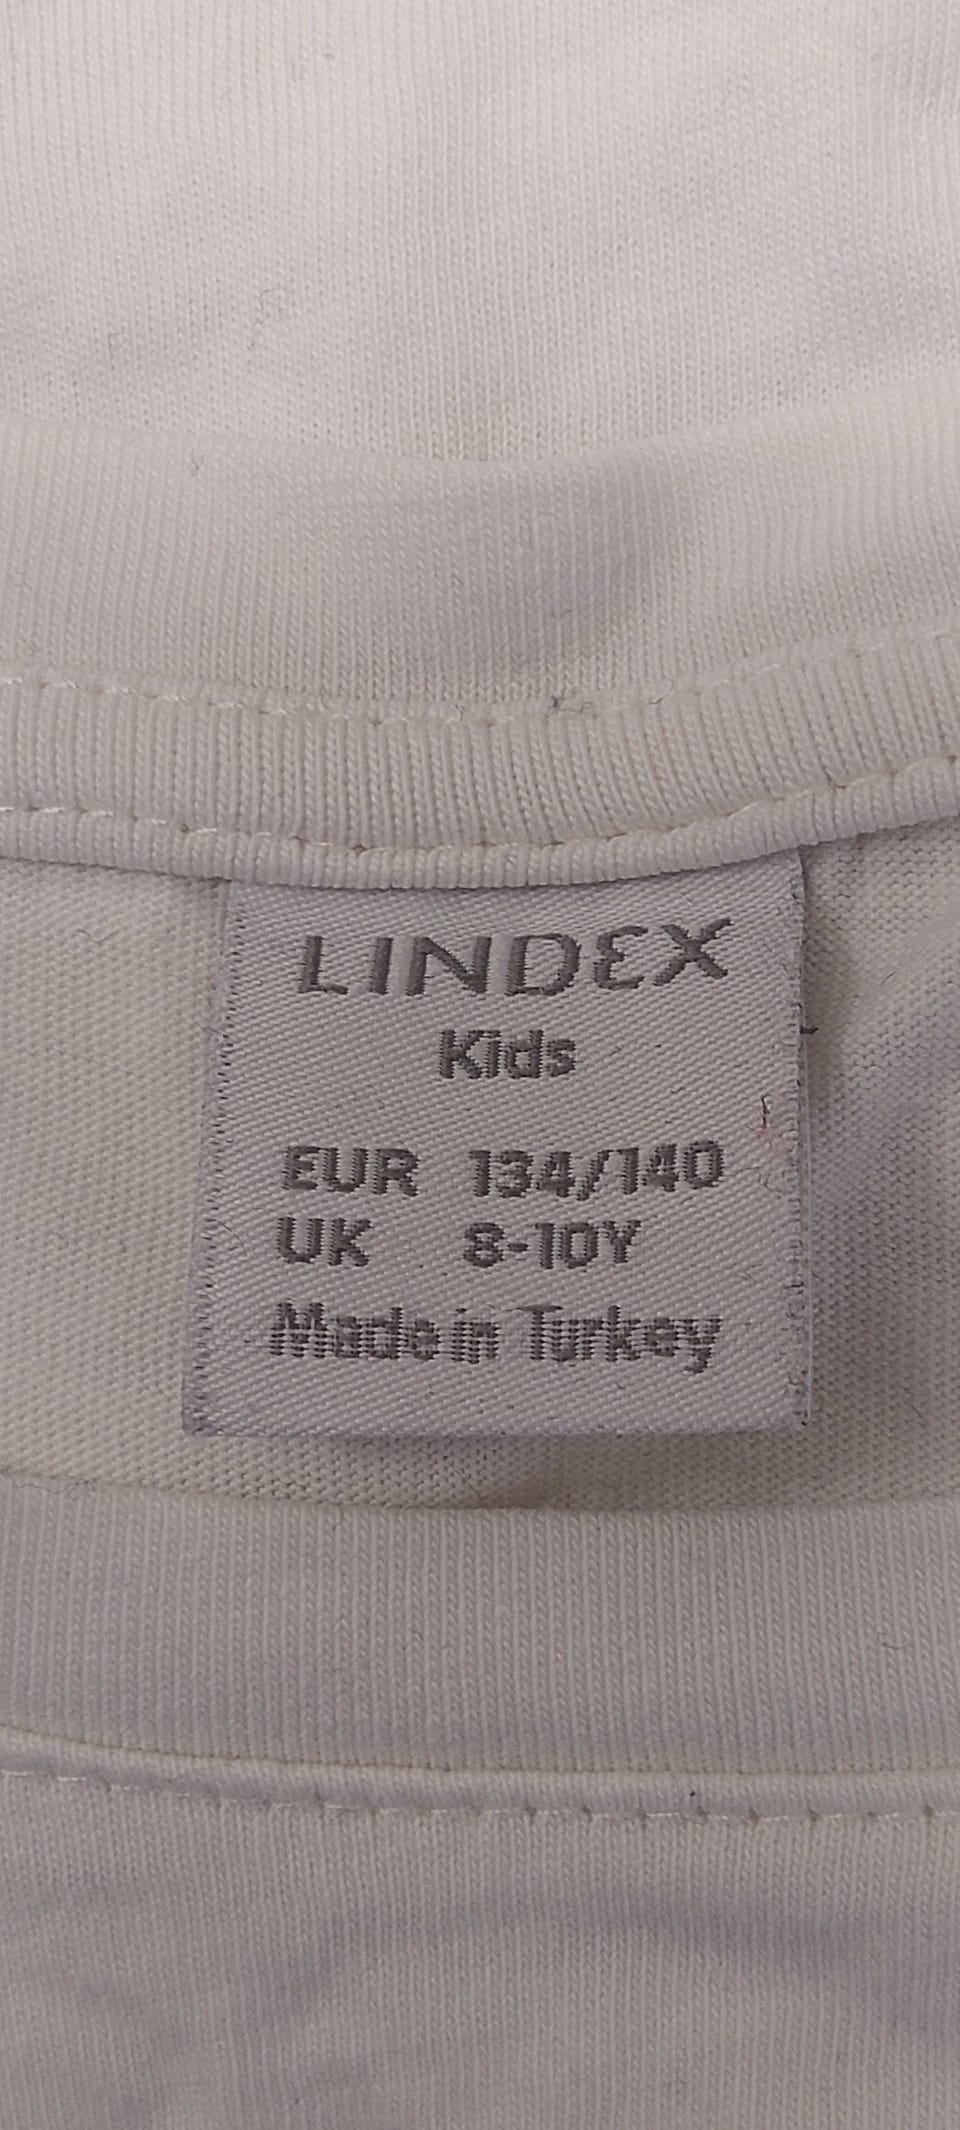 LINDEX
Kids
EUR 134/140
UK 8-10Y
Made in Turkey